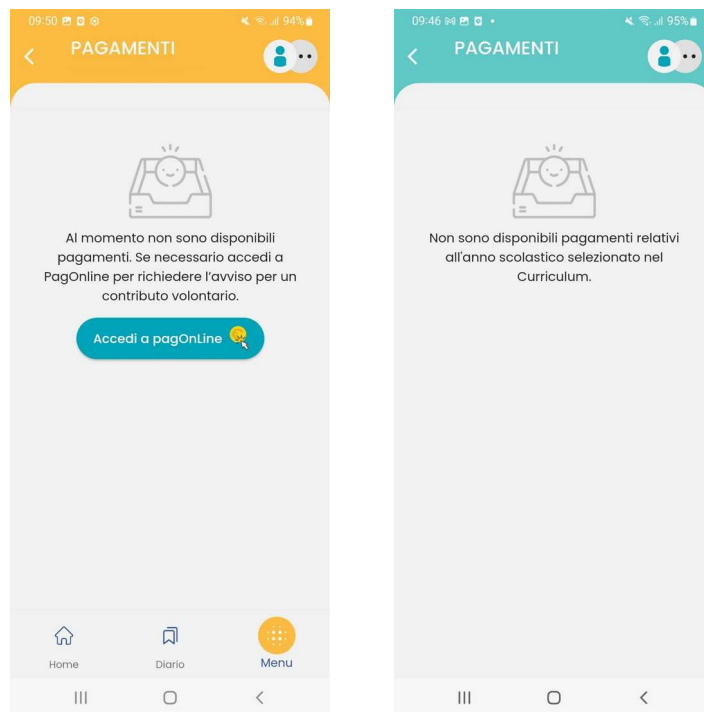 09:50
94%
PAGAMENTI
Al momento non sono disponibili
pagamenti. Se necessario accedi a
PagOnline per richiedere l'avviso per un
contributo volontario.
Accedi a pagOnLine
Home
Diario
Menu
09:46
95%
PAGAMENTI
Non sono disponibili pagamenti relativi
all'anno scolastico selezionato nel
Curriculum.